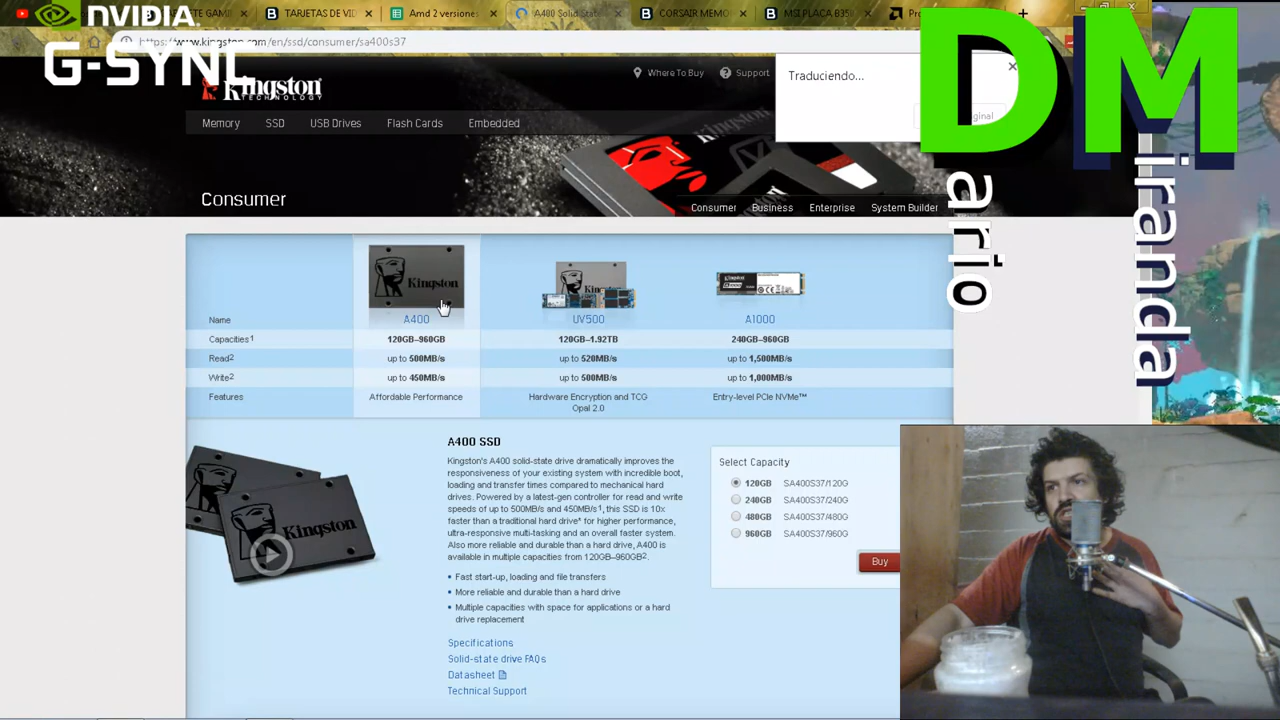 TARJETAS DE VID
Amd 2 versione
A400 Solid Stat
CORSAIR MEMO
MSI PLACA B35
NVIDIA.
G-SYNC
https://www.kingston.com/en/ssd/consumer/sa400s37
Kingston
TECHNOLOGY
Where To Buy
Support
Traduciendo...
DM
ario
iranda
Memory
SSD
USB Drives
Flash Cards
Embedded
Consumer
Consumer
Business
Enterprise
System Builder
Kingston
Name
A400
UV500
A1000
Capacities1
120GB–960GB
120GB–1.92TB
240GB–960GB
Read2
up to 500MB/s
up to 520MB/s
up to 1,500MB/s
Write2
up to 450MB/s
up to 500MB/s
up to 1,000MB/s
Features
Affordable Performance
Hardware Encryption and TCG
Opal 2.0
Entry-level PCIe NVMe™
A400 SSD
Kingston's A400 solid-state drive dramatically improves the
responsiveness of your existing system with incredible boot,
loading and transfer times compared to mechanical hard
drives. Powered by a latest-gen controller for read and write
speeds of up to 500MB/s and 450MB/s1, this SSD is 10x
faster than a traditional hard drive* for higher performance,
ultra-responsive multi-tasking and an overall faster system.
Also more reliable and durable than a hard drive, A400 is
available in multiple capacities from 120GB–960GB2.
• Fast start-up, loading and file transfers
• More reliable and durable than a hard drive
• Multiple capacities with space for applications or a hard
drive replacement
Specifications
Solid-state drive FAQs
Datasheet
Technical Support
Kingston
Select Capacity
120GB SA400S37/120G
240GB SA400S37/240G
480GB SA400S37/480G
960GB SA400S37/960G
Buy